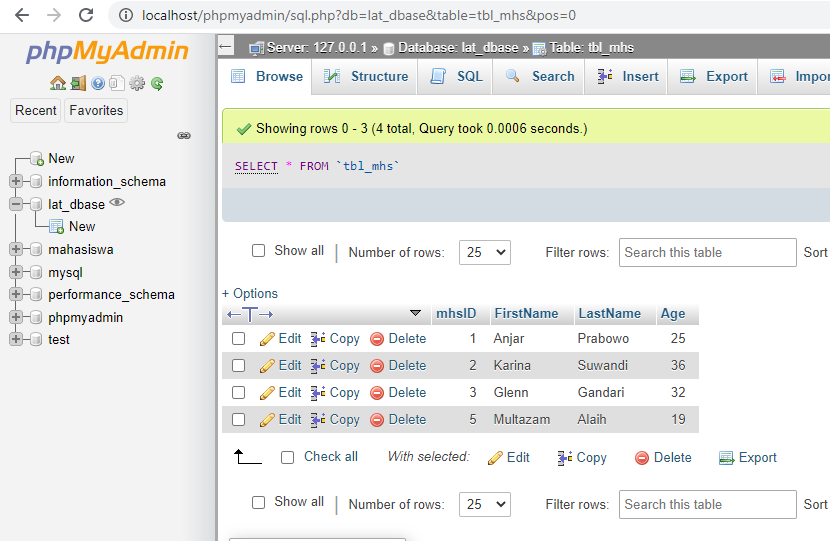 localhost/phpmyadmin/sql.php?db=lat_dbase&table=tbl_mhs&pos=0
phpMyAdmin
Recent Favorites
New
information_schema
lat_dbase
New
mahasiswa
mysql
performance_schema
phpmyadmin
test
Server: 127.0.0.1 » Database: lat_dbase » Table: tbl_mhs
Browse Structure SQL Search Insert Export Impor
Showing rows 0 - 3 (4 total, Query took 0.0006 seconds.)
SELECT * FROM `tbl_mhs`
Show all Number of rows: 25 Filter rows: Search this table Sort
+ Options
mhsID FirstName LastName Age
Edit Copy Delete 1 Anjar Prabowo 25
Edit Copy Delete 2 Karina Suwandi 36
Edit Copy Delete 3 Glenn Gandari 32
Edit Copy Delete 5 Multazam Alaih 19
Check all With selected: Edit Copy Delete Export
Show all Number of rows: 25 Filter rows: Search this table Sort